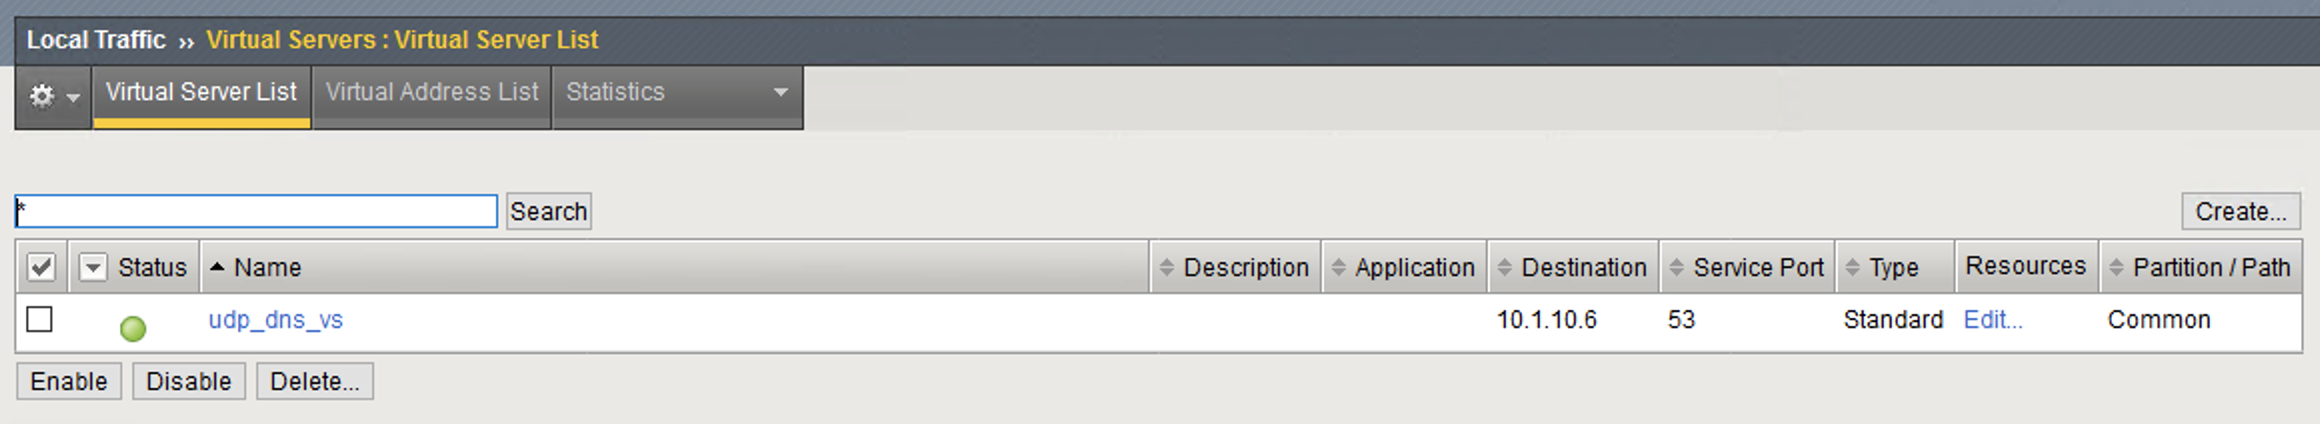 Local Traffic ›› Virtual Servers : Virtual Server List
Virtual Server List Virtual Address List Statistics
* Search Create...
Status Name Description Application Destination Service Port Type Resources Partition / Path
udp_dns_vs 10.1.10.6 53 Standard Edit... Common
Enable Disable Delete...